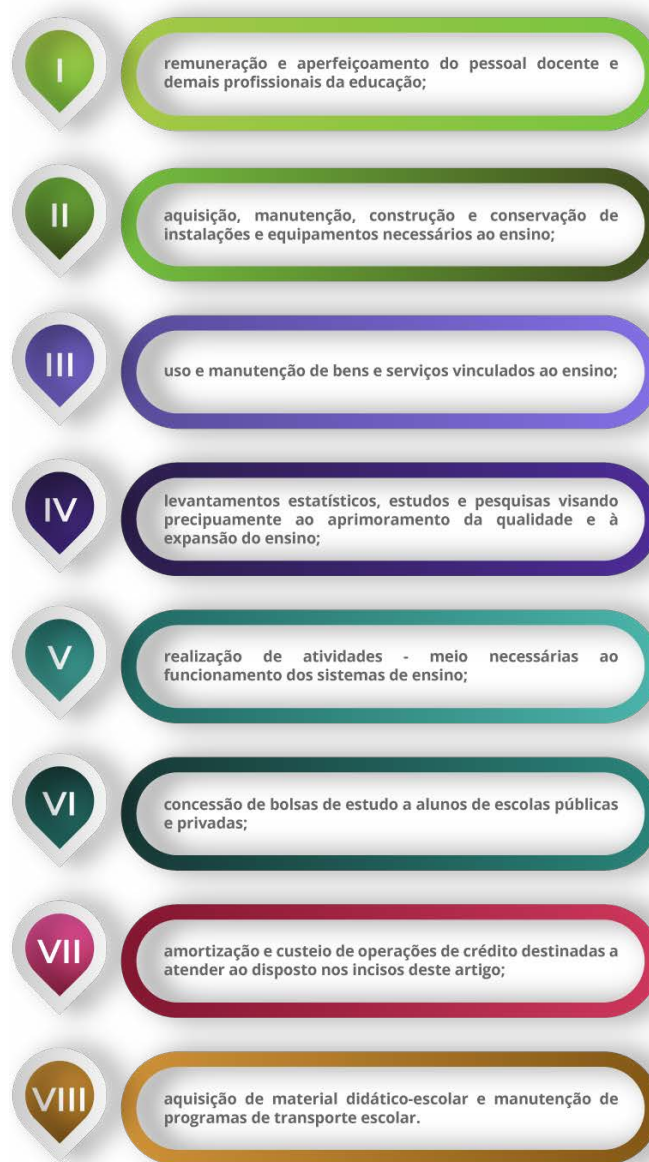 I
remuneração e aperfeiçoamento do pessoal docente e
demais profissionais da educação;
II
aquisição, manutenção, construção e conservação de
instalações e equipamentos necessários ao ensino;
III
uso e manutenção de bens e serviços vinculados ao ensino;
IV
levantamentos estatísticos, estudos e pesquisas visando
precipuamente ao aprimoramento da qualidade e à
expansão do ensino;
V
realização de atividades - meio necessárias ao
funcionamento dos sistemas de ensino;
VI
concessão de bolsas de estudo a alunos de escolas públicas
e privadas;
VII
amortização e custeio de operações de crédito destinadas a
atender ao disposto nos incisos deste artigo;
VIII
aquisição de material didático-escolar e manutenção de
programas de transporte escolar.